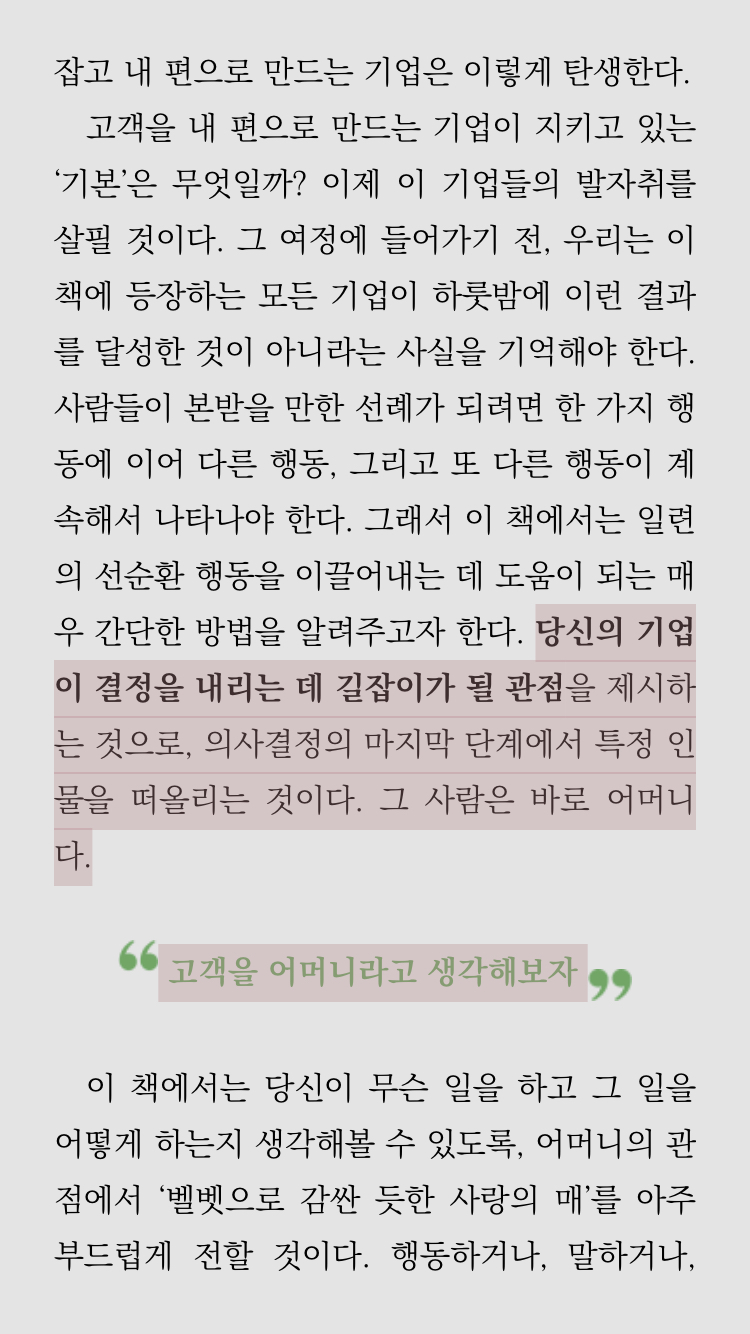 잡고 내 편으로 만드는 기업은 이렇게 탄생한다.
고객을 내 편으로 만드는 기업이 지키고 있는
‘기본’은 무엇일까? 이제 이 기업들의 발자취를
살필 것이다. 그 여정에 들어가기 전, 우리는 이
책에 등장하는 모든 기업이 하룻밤에 이런 결과
를 달성한 것이 아니라는 사실을 기억해야 한다.
사람들이 본받을 만한 선례가 되려면 한 가지 행
동에 이어 다른 행동, 그리고 또 다른 행동이 계
속해서 나타나야 한다. 그래서 이 책에서는 일련
의 선순환 행동을 이끌어내는 데 도움이 되는 매
우 간단한 방법을 알려주고자 한다. 당신의 기업
이 결정을 내리는 데 길잡이가 될 관점을 제시하
는 것으로, 의사결정의 마지막 단계에서 특정 인
물을 떠올리는 것이다. 그 사람은 바로 어머니
다.
“고객을 어머니라고 생각해보자”
이 책에서는 당신이 무슨 일을 하고 그 일을
어떻게 하는지 생각해볼 수 있도록, 어머니의 관
점에서 ‘벨벳으로 감싼 듯한 사랑의 매’를 아주
부드럽게 전할 것이다. 행동하거나, 말하거나,